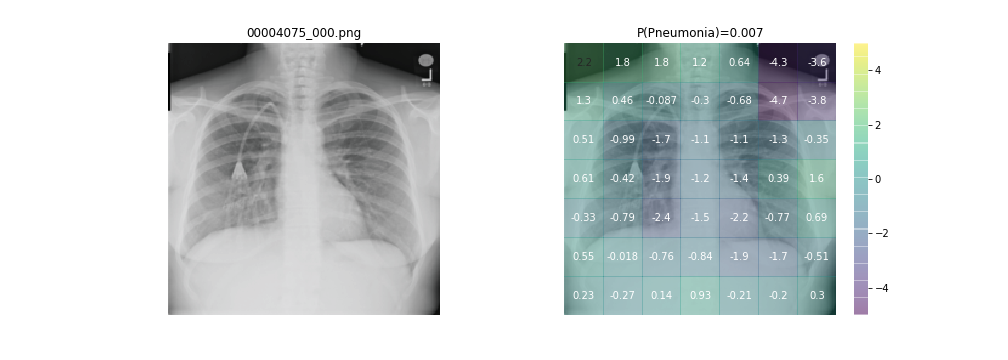 00004075_000.png
P(Pneumonia)=0.007
2.2 1.8 1.8 1.2 0.64 -4.3 -3.6
1.3 0.46 -0.087 -0.3 -0.68 -4.7 -3.8
0.51 -0.99 -1.7 -1.1 -1.1 -1.3 -0.35
0.61 -0.42 -1.9 -1.2 -1.4 0.39 1.6
-0.33 -0.79 -2.4 -1.5 -2.2 -0.77 0.69
0.55 -0.018 -0.76 -0.84 -1.9 -1.7 -0.51
0.23 -0.27 0.14 0.93 -0.21 -0.2 0.3
4
2
0
−2
−4
L